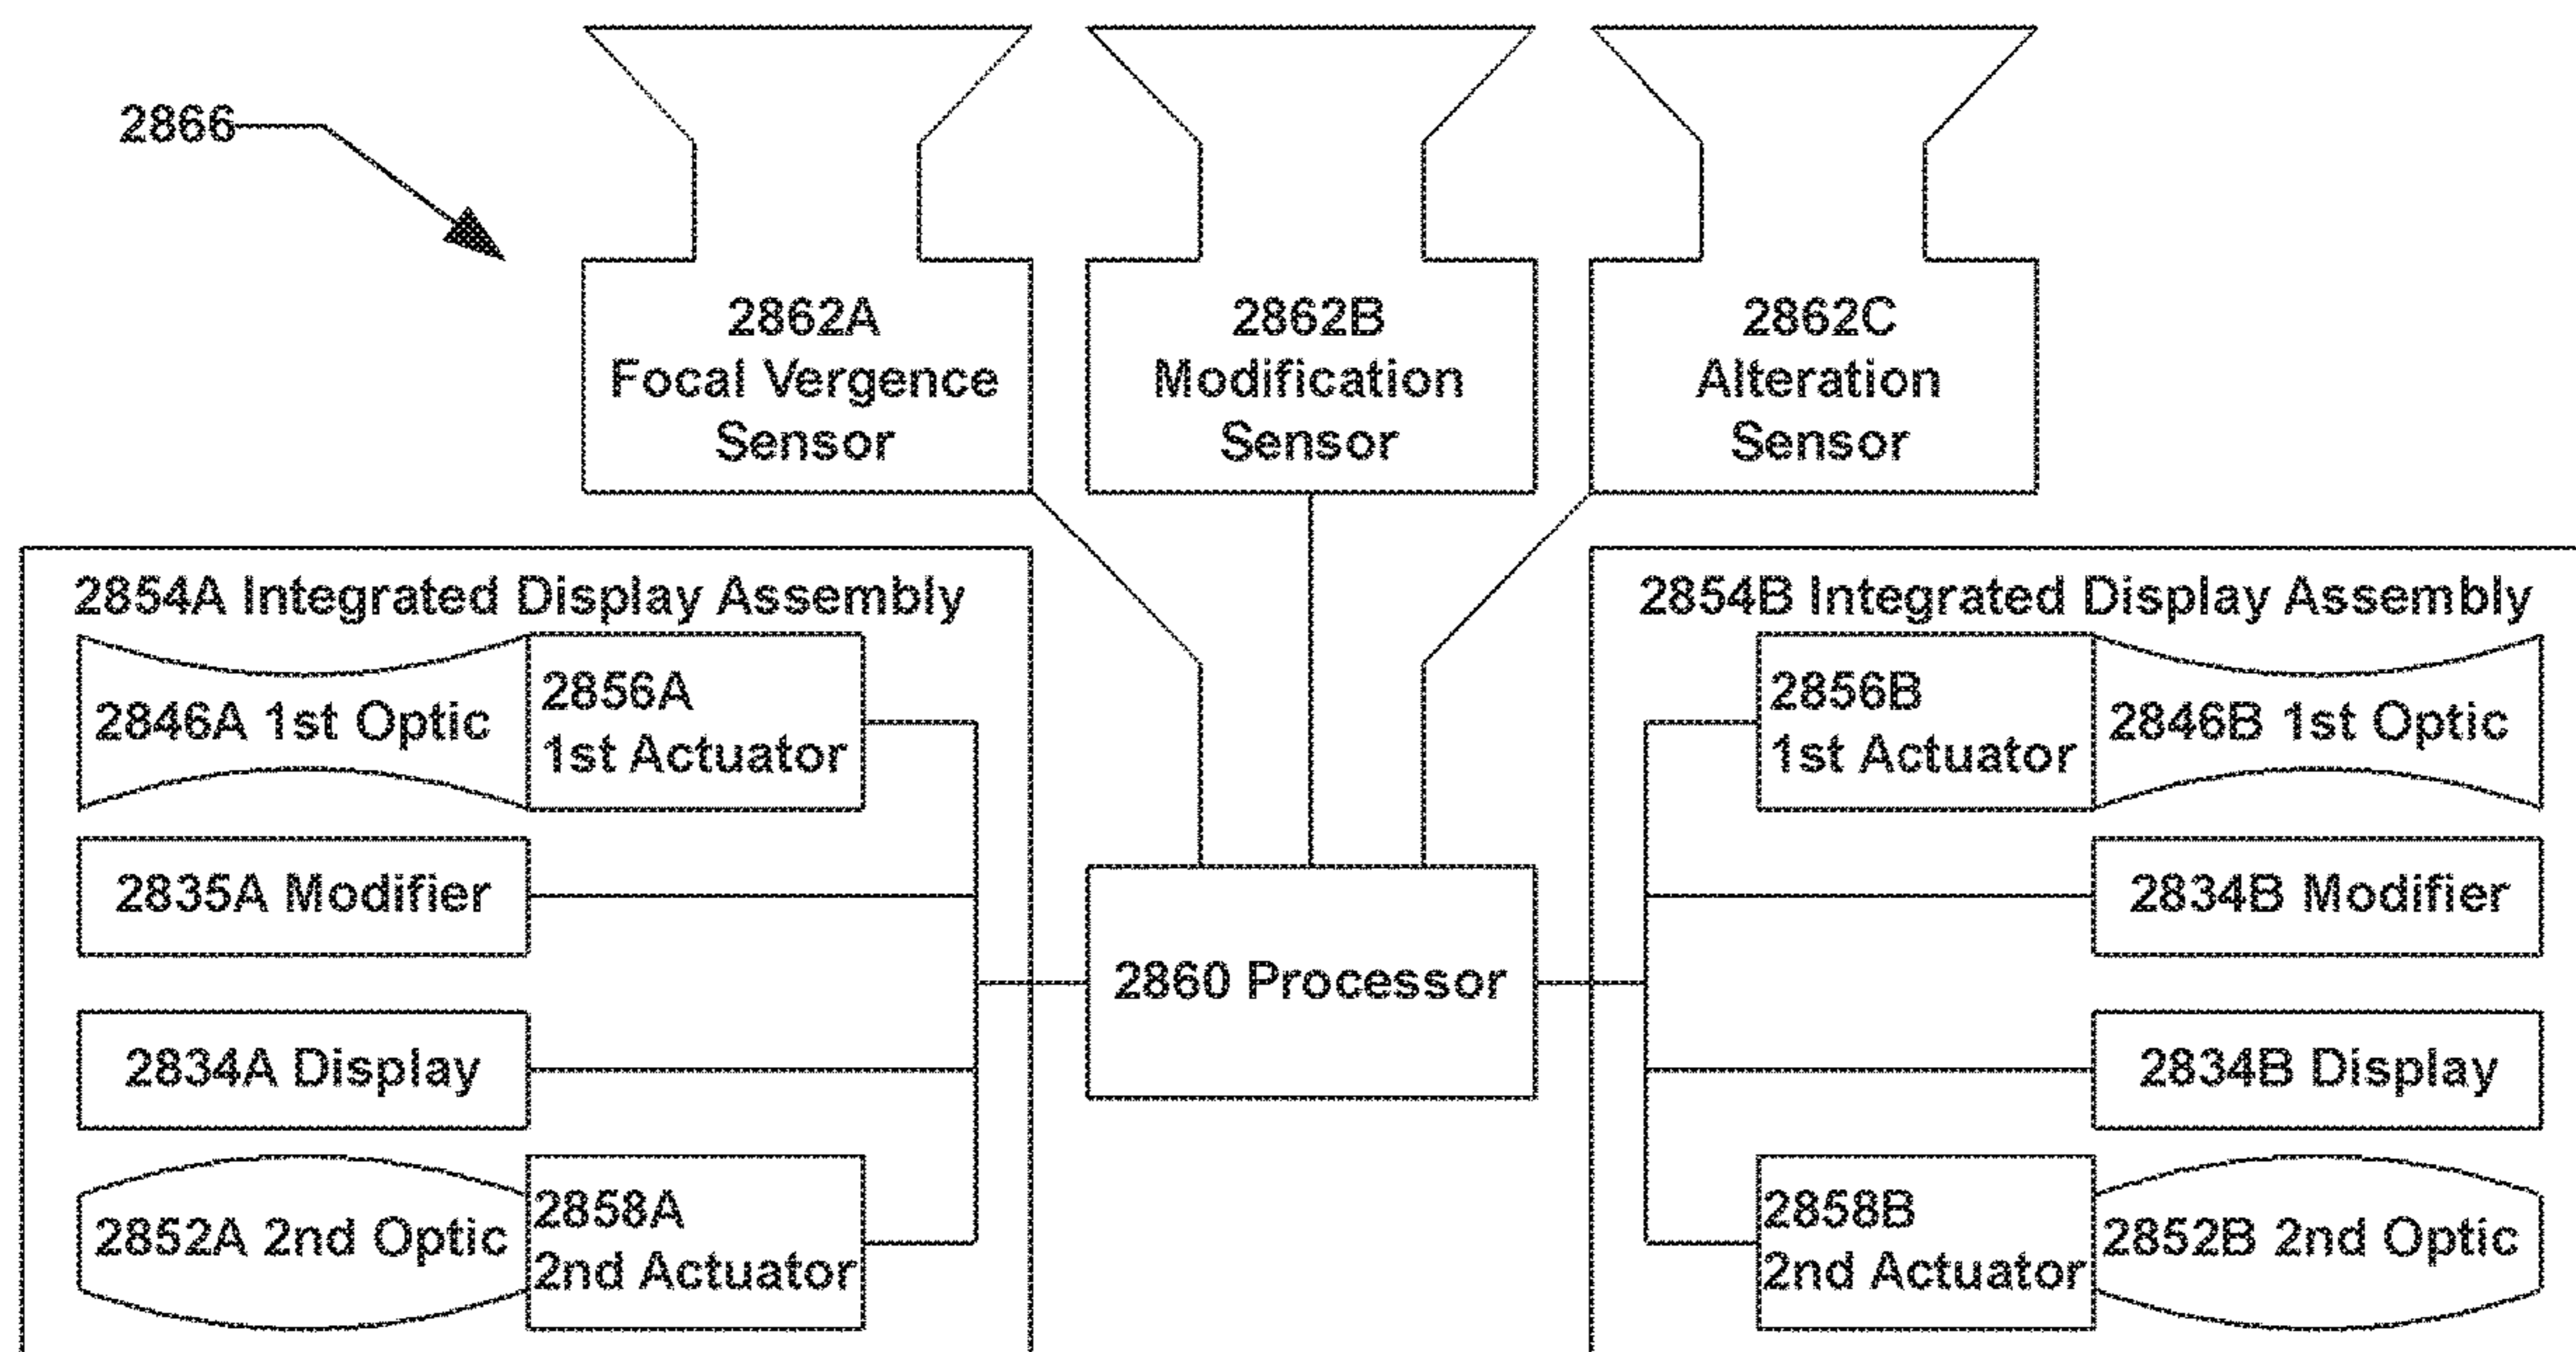 2866
2862A
Focal Vergence
Sensor
2862B
Modification
Sensor
2862C
Alteration
Sensor
2854A Integrated Display Assembly
2846A 1st Optic
2856A
1st Actuator
2835A Modifier
2834A Display
2852A 2nd Optic
2858A
2nd Actuator
2860 Processor
2854B Integrated Display Assembly
2856B
1st Actuator
2846B 1st Optic
2834B Modifier
2834B Display
2858B
2nd Actuator
2852B 2nd Optic